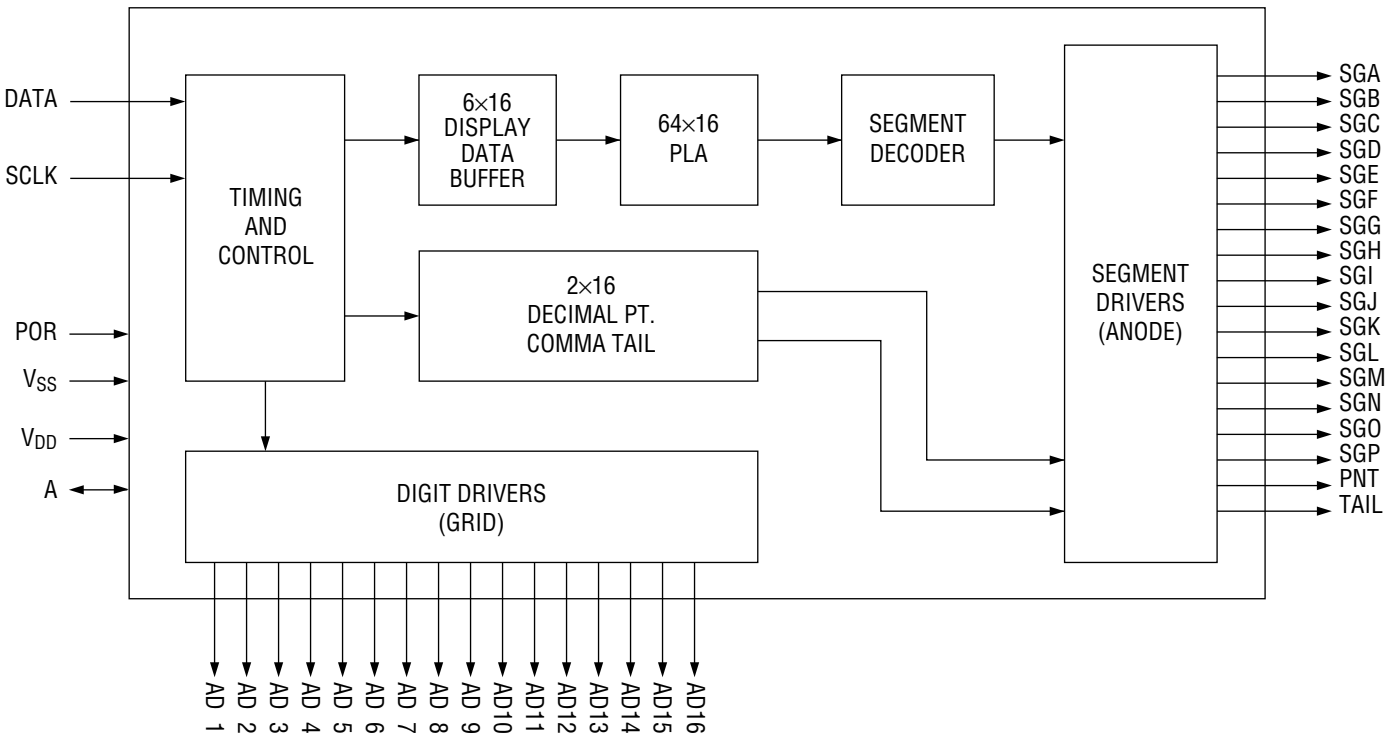 DATA
SCLK
POR
VSS
VDD
A
TIMING
AND
CONTROL
6×16
DISPLAY
DATA
BUFFER
64×16
PLA
SEGMENT
DECODER
2×16
DECIMAL PT.
COMMA TAIL
SEGMENT
DRIVERS
(ANODE)
DIGIT DRIVERS
(GRID)
SGA
SGB
SGC
SGD
SGE
SGF
SGG
SGH
SGI
SGJ
SGK
SGL
SGM
SGN
SGO
SGP
PNT
TAIL
AD 1
AD 2
AD 3
AD 4
AD 5
AD 6
AD 7
AD 8
AD 9
AD10
AD11
AD12
AD13
AD14
AD15
AD16